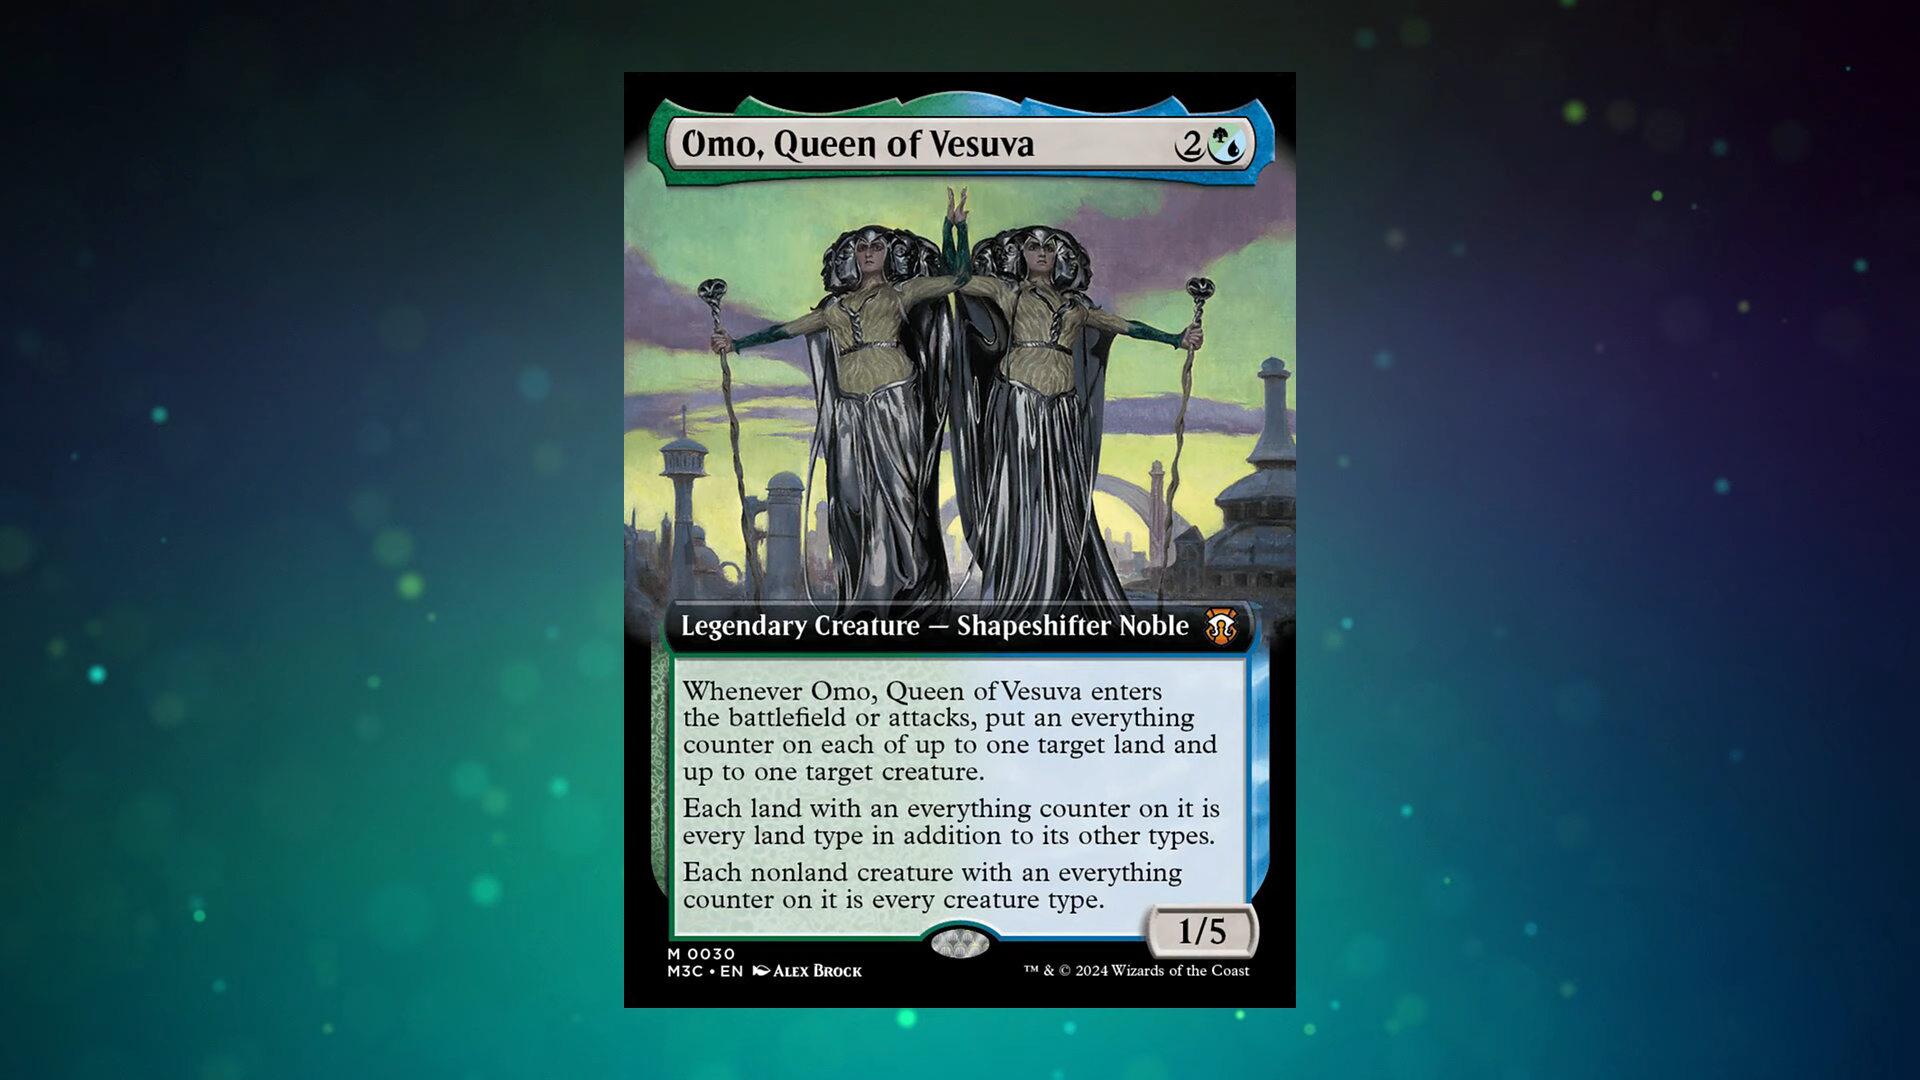 Omo, Queen of Vesuva 2
Legendary Creature — Shapeshifter Noble
Whenever Omo, Queen of Vesuva enters
the battlefield or attacks, put an everything
counter on each of up to one target land and
up to one target creature.
Each land with an everything counter on it is
every land type in addition to its other types.
Each nonland creature with an everything
counter on it is every creature type.
1/5
M 0030
M3C • EN Alex Brock
™ & © 2024 Wizards of the Coast